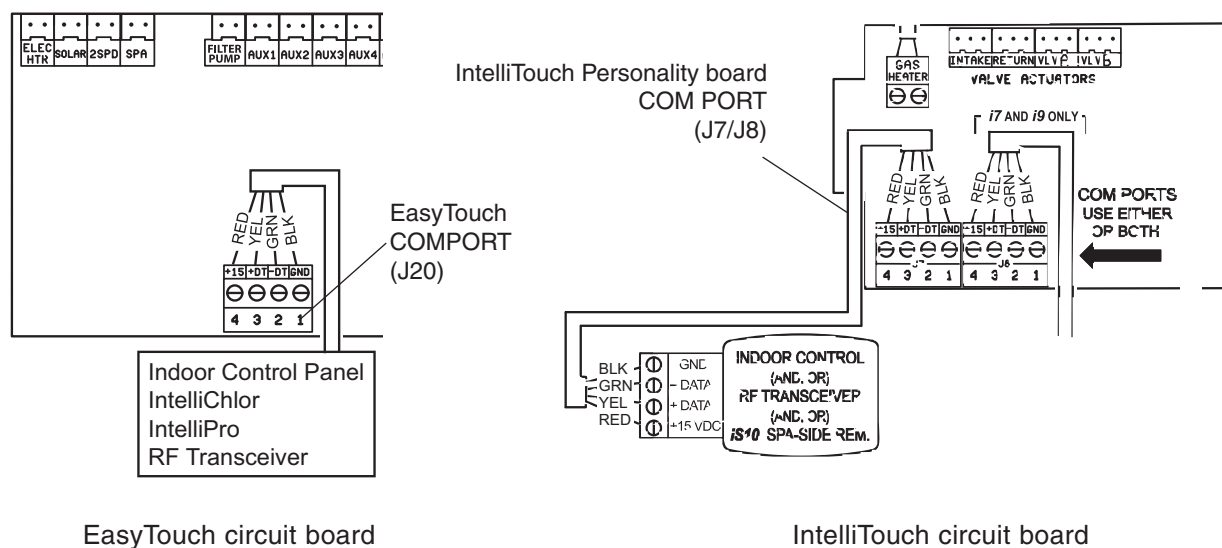 ELEC HTR SOLAR 2SPD SPA
FILTER PUMP AUX1 AUX2 AUX3 AUX4
RED YEL GRN BLK
+15 +DT -DT GND
4 3 2 1
EasyTouch
COMPORT
(J20)
Indoor Control Panel
IntelliChlor
IntelliPro
RF Transceiver
EasyTouch circuit board
IntelliTouch Personality board
COM PORT
(J7/J8)
GAS
HEATER
INTAKE RETURN VLV A VLV B
VALVE ACTUATORS
i7 AND i9 ONLY
RED YEL GRN BLK
RED YEL GRN BLK
+15 +DT -DT GND +15 +DT -DT GND
J7 J8
4 3 2 1 4 3 2 1
COM PORTS
USE EITHER
OR BOTH
BLK GND
GRN - DATA
YEL + DATA
RED +15 VDC
INDOOR CONTROL
(AND, OR)
RF TRANSCEIVER
(AND, OR)
iS10 SPA-SIDE REM.
IntelliTouch circuit board